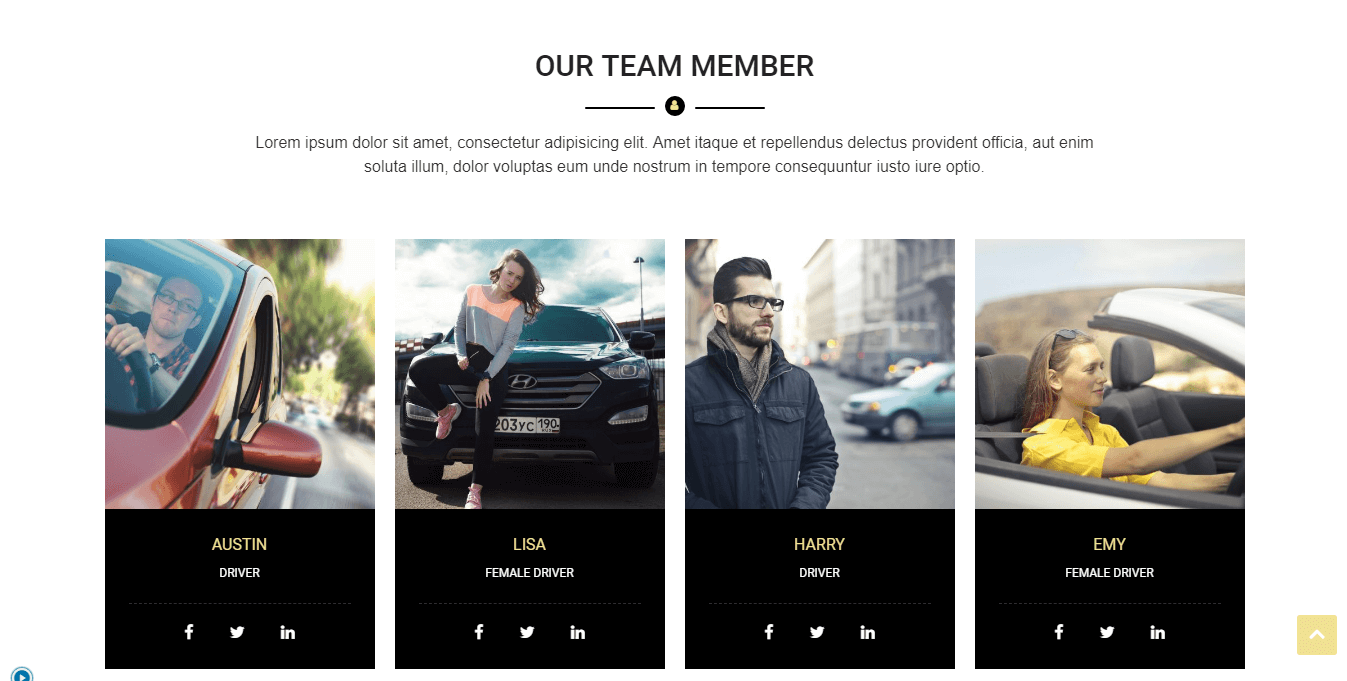 OUR TEAM MEMBER
Lorem ipsum dolor sit amet, consectetur adipisicing elit. Amet itaque et repellendus delectus provident officia, aut enim
soluta illum, dolor voluptas eum unde nostrum in tempore consequuntur iusto iure optio.
203УС 190
AUSTIN
DRIVER
LISA
FEMALE DRIVER
HARRY
DRIVER
EMY
FEMALE DRIVER